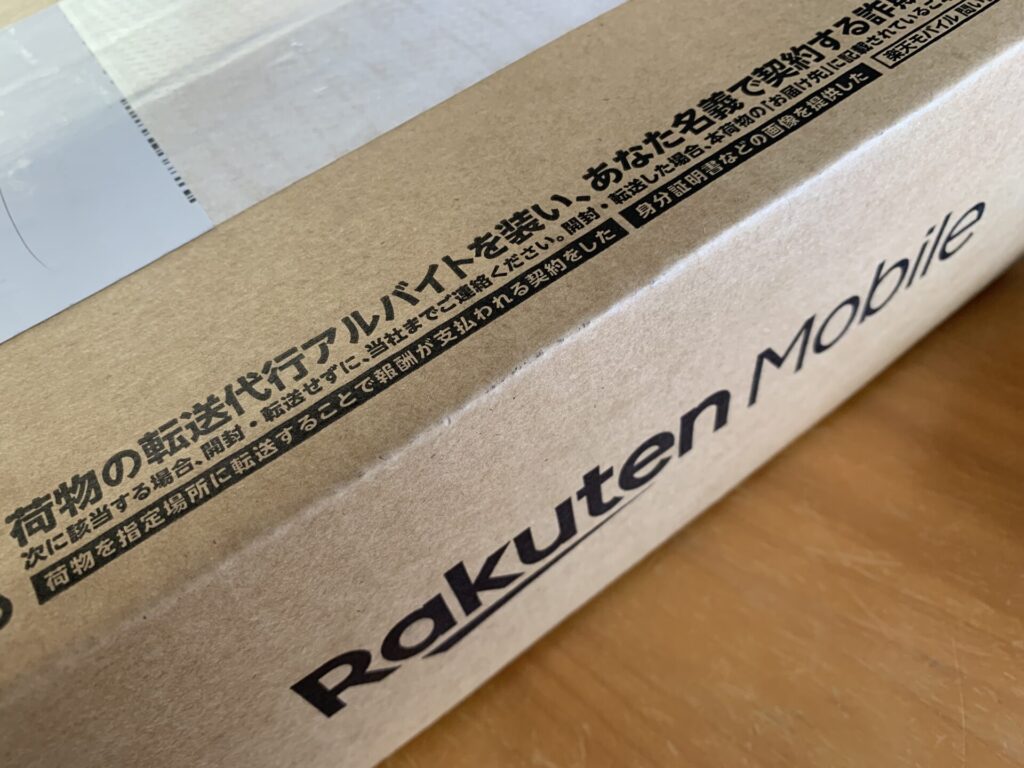 荷物の転送代行アルバイトを装い、あなた名義で契約する詐
次に該当する場合、開封・転送せずに、当社までご連絡ください。開封・転送した場合、本荷物の「お届け先」に記載されているこ
荷物を指定場所に転送することで報酬が支払われる契約をした 身分証明書などの画像を提供した 楽天モバイル 問い
Rakuten Mobile